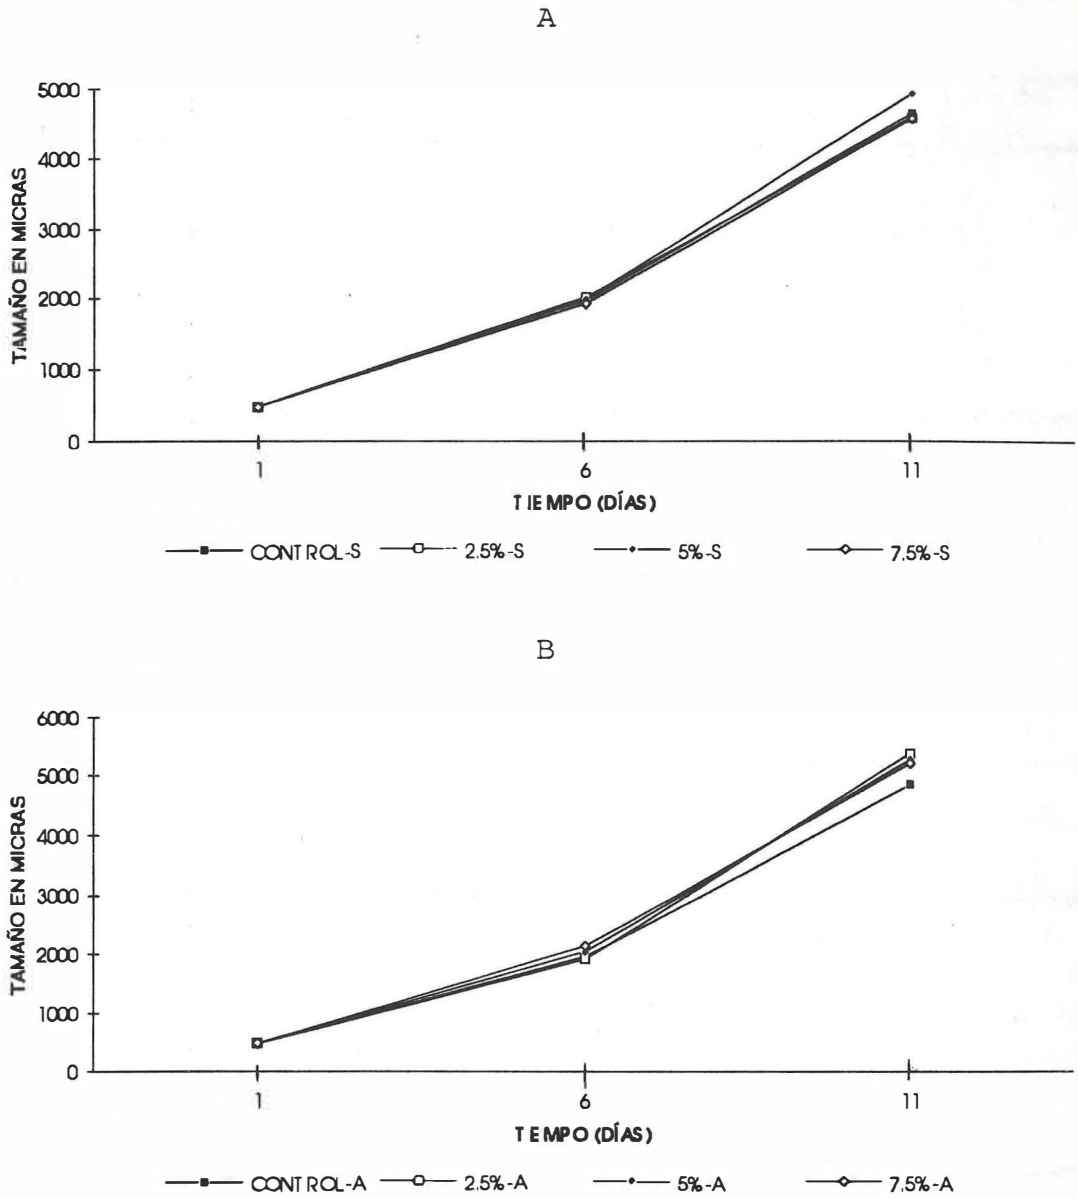 A
5000
4000
3000
2000
1000
0
TAMAÑO EN MICRAS
1 6 11
TIEMPO (DÍAS)
CONTROL-S 2.5%-S 5%-S 7.5%-S
B
6000
5000
4000
3000
2000
1000
0
TAMAÑO EN MICRAS
1 6 11
TIEMPO (DÍAS)
CONTROL-A 2.5%-A 5%-A 7.5%-A